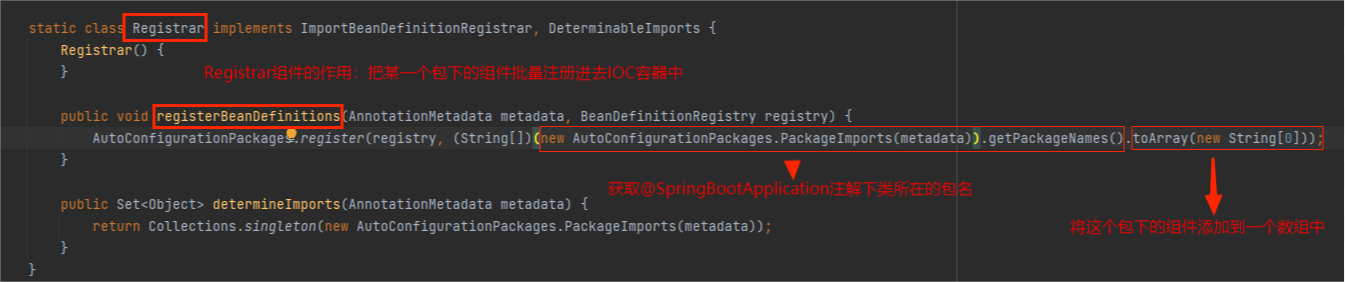 static class Registrar implements ImportBeanDefinitionRegistrar, DeterminableImports {
Registrar() {
}
Registrar组件的作用：把某一个包下的组件批量注册进去IOC容器中
public void registerBeanDefinitions(AnnotationMetadata metadata, BeanDefinitionRegistry registry) {
AutoConfigurationPackages.register(registry, (String[])(new AutoConfigurationPackages.PackageImports(metadata)).getPackageNames().toArray(new String[0]));
}
获取@SpringBootApplication注解下类所在的包名
public Set<Object> determineImports(AnnotationMetadata metadata) {
将这个包下的组件添加到一个数组中
return Collections.singleton(new AutoConfigurationPackages.PackageImports(metadata));
}
}